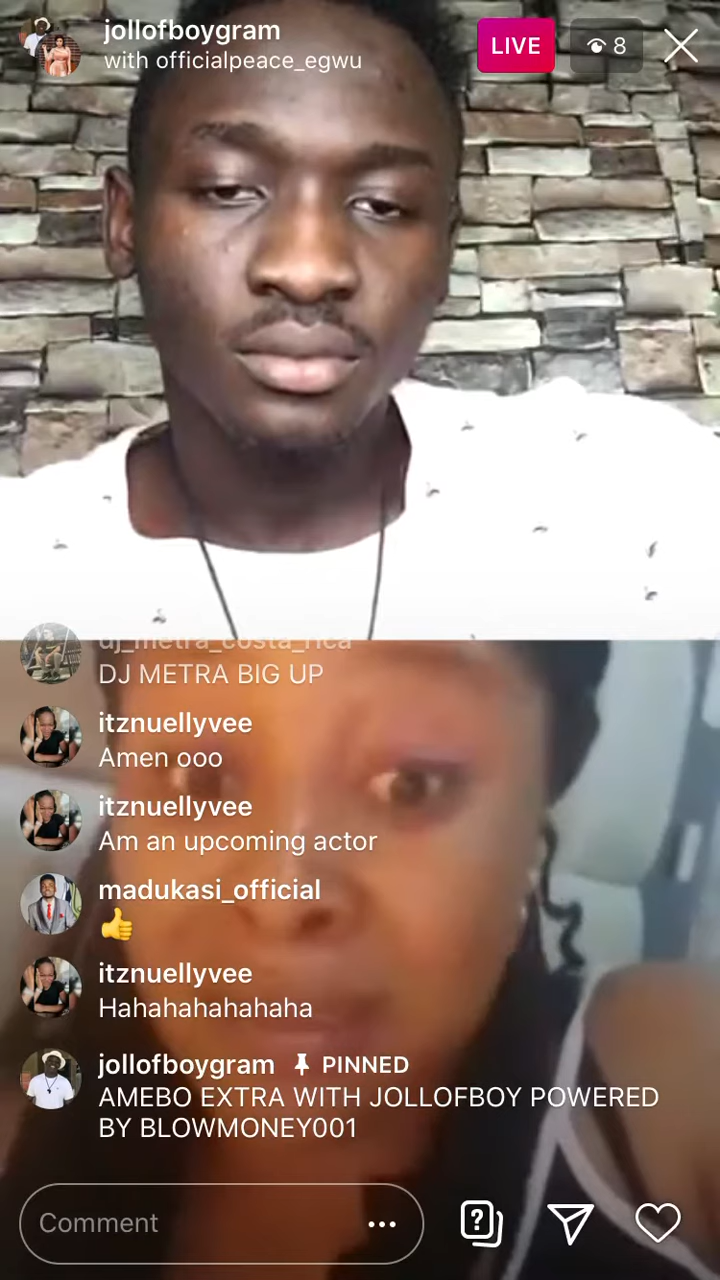 jollofboygram
with officialpeace_egwu
LIVE
8
dj_metra_costa_rica
DJ METRA BIG UP
itznuellyvee
Amen ooo
itznuellyvee
Am an upcoming actor
madukasi_official
👍
itznuellyvee
Hahahahahahaha
jollofboygram PINNED
AMEBO EXTRA WITH JOLLOFBOY POWERED
BY BLOWMONEY001
Comment